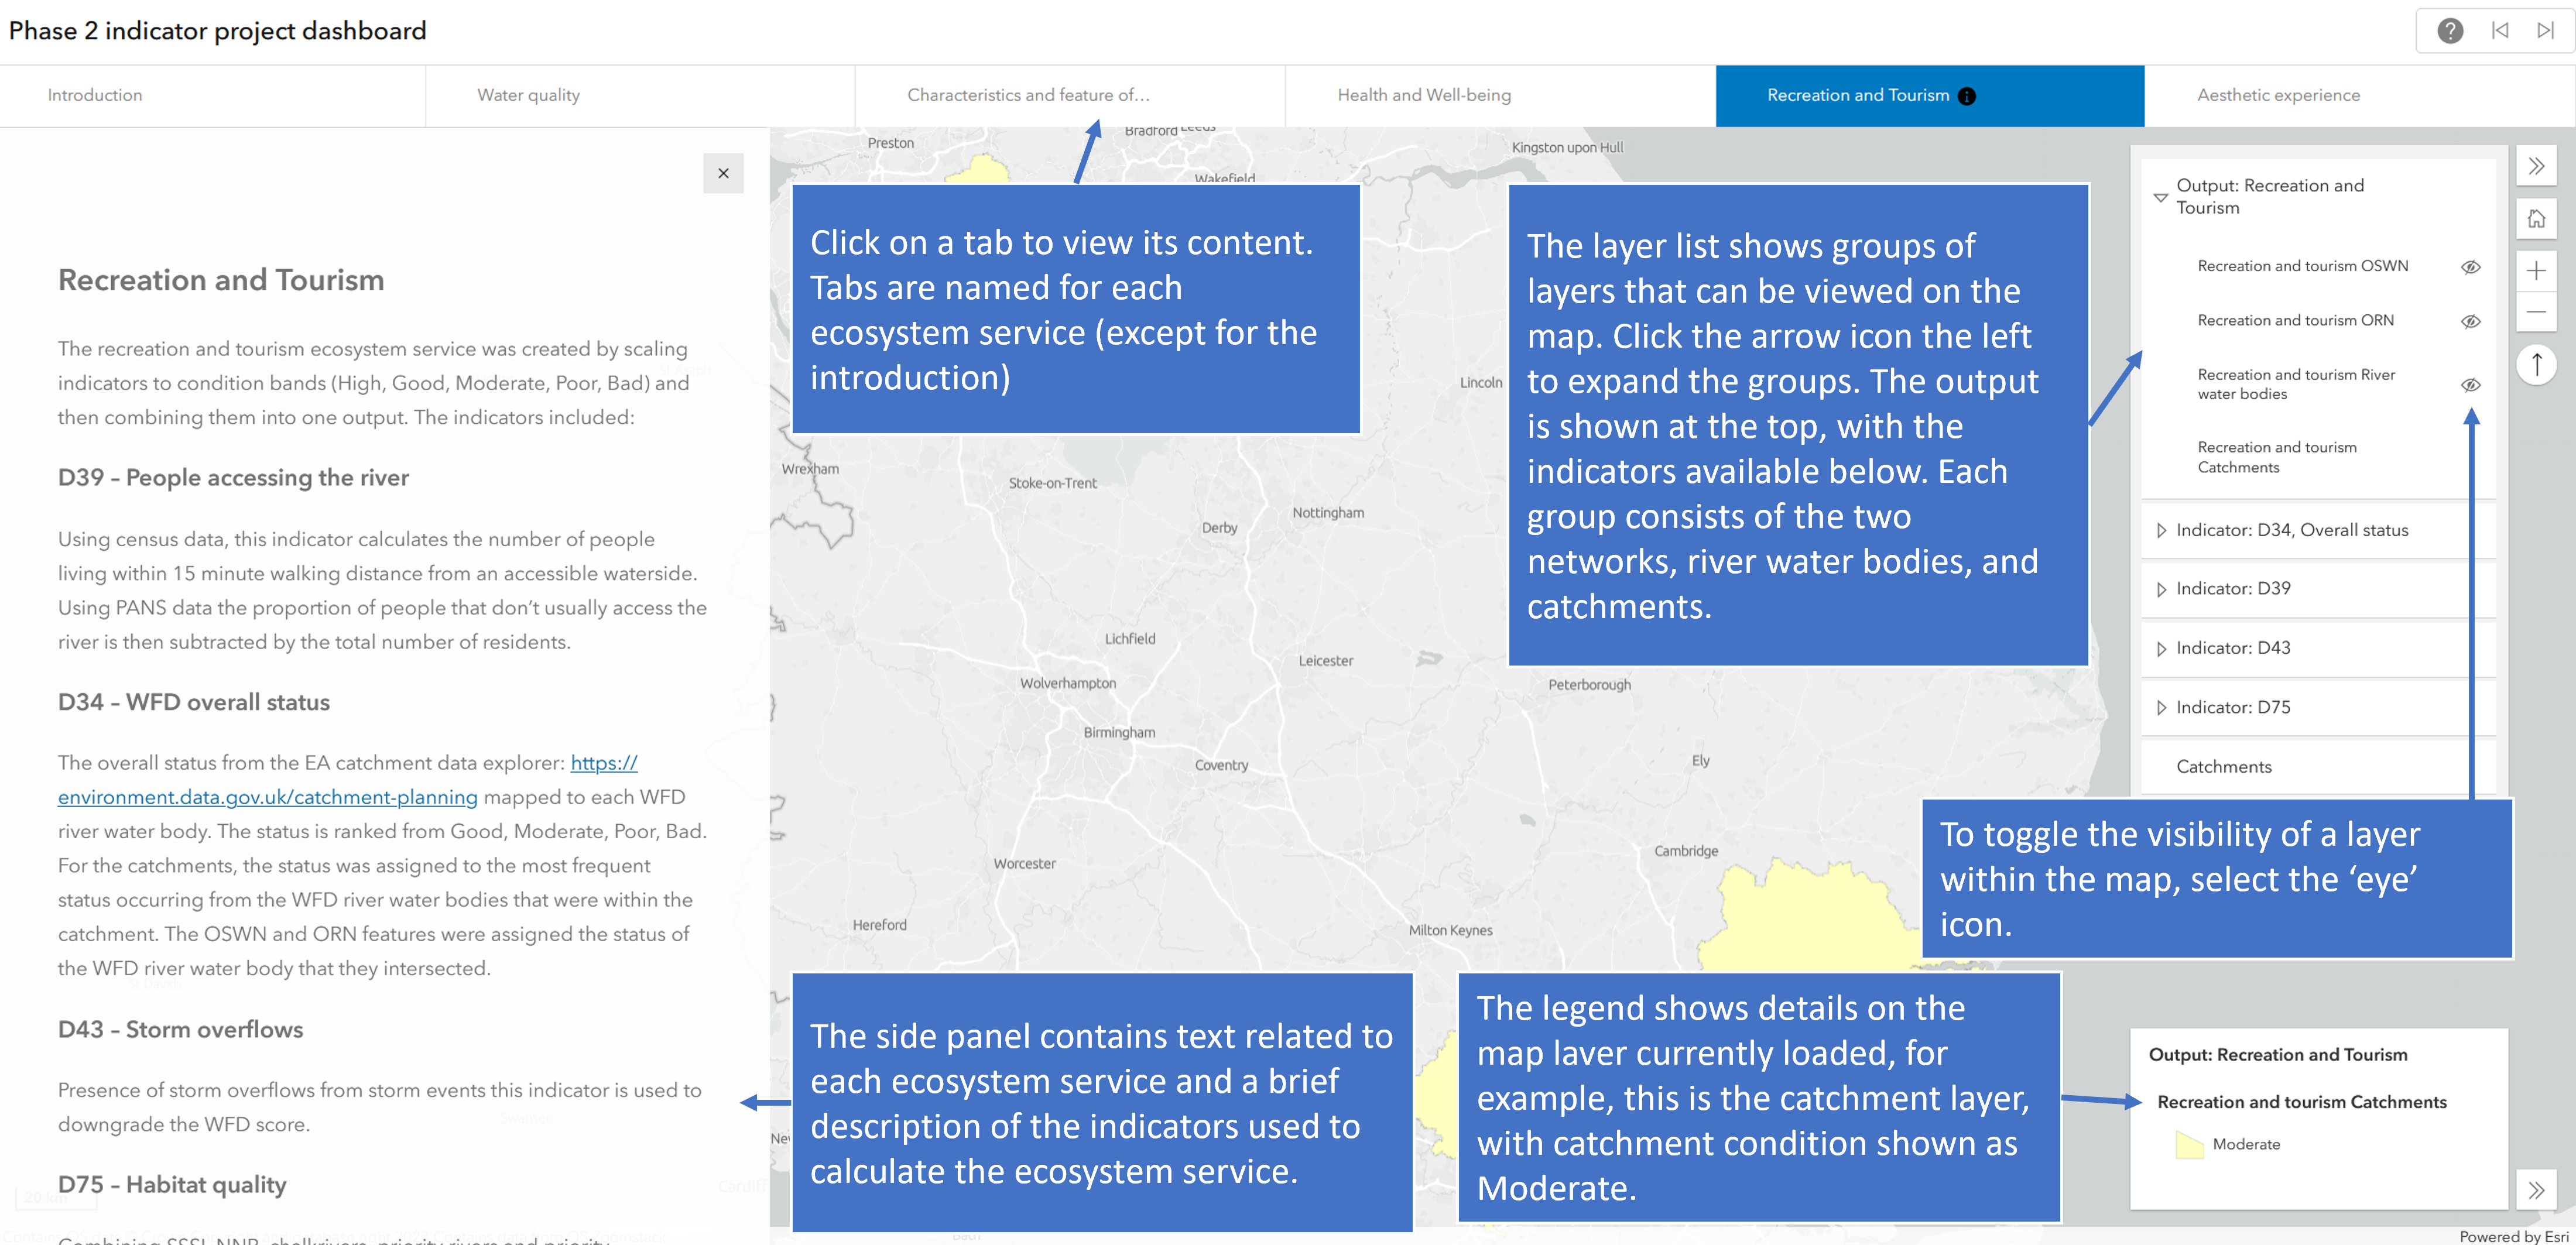 Phase 2 indicator project dashboard
Introduction
Water quality
Characteristics and feature of...
Health and Well-being
Recreation and Tourism
Aesthetic experience
Recreation and Tourism
The recreation and tourism ecosystem service was created by scaling
indicators to condition bands (High, Good, Moderate, Poor, Bad) and
then combining them into one output. The indicators included:
D39 – People accessing the river
Using census data, this indicator calculates the number of people
living within 15 minute walking distance from an accessible waterside.
Using PANS data the proportion of people that don't usually access the
river is then subtracted by the total number of residents.
D34 – WFD overall status
The overall status from the EA catchment data explorer: https://
environment.data.gov.uk/catchment-planning mapped to each WFD
river water body. The status is ranked from Good, Moderate, Poor, Bad.
For the catchments, the status was assigned to the most frequent
status occurring from the WFD river water bodies that were within the
catchment. The OSWN and ORN features were assigned the status of
the WFD river water body that they intersected.
D43 – Storm overflows
Presence of storm overflows from storm events this indicator is used to
downgrade the WFD score.
D75 – Habitat quality
20 km
Preston
Bradford
Leeds
Wakefield
Kingston upon Hull
Click on a tab to view its content.
Tabs are named for each
ecosystem service (except for the
introduction)
The layer list shows groups of
layers that can be viewed on the
map. Click the arrow icon the left
to expand the groups. The output
is shown at the top, with the
indicators available below. Each
group consists of the two
networks, river water bodies, and
catchments.
Lincoln
Wrexham
Stoke-on-Trent
Derby
Nottingham
Lichfield
Leicester
Wolverhampton
Peterborough
Birmingham
Coventry
Ely
Worcester
Cambridge
Hereford
Milton Keynes
Cardiff
Output: Recreation and
Tourism
Recreation and tourism OSWN
Recreation and tourism ORN
Recreation and tourism River
water bodies
Recreation and tourism
Catchments
Indicator: D34, Overall status
Indicator: D39
Indicator: D43
Indicator: D75
Catchments
To toggle the visibility of a layer
within the map, select the ‘eye’
icon.
The side panel contains text related to
each ecosystem service and a brief
description of the indicators used to
calculate the ecosystem service.
The legend shows details on the
map laver currently loaded, for
example, this is the catchment layer,
with catchment condition shown as
Moderate.
Output: Recreation and Tourism
Recreation and tourism Catchments
Moderate
Powered by Esri